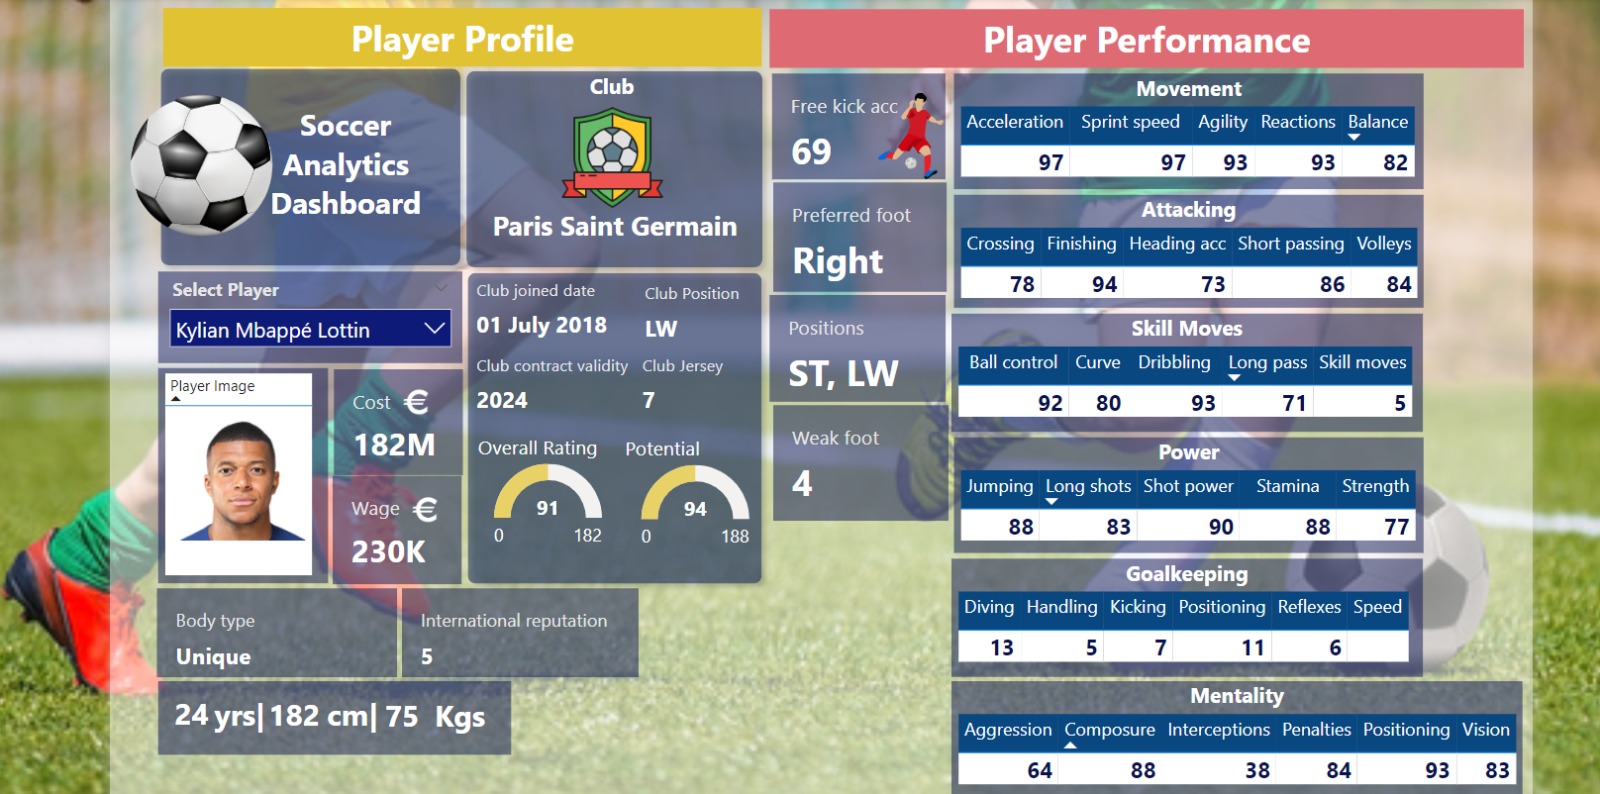 Player Profile
Player Performance
Soccer
Analytics
Dashboard
Club
Paris Saint Germain
Select Player
Kylian Mbappé Lottin
Player Image
Cost €
182M
Wage €
230K
Club joined date
01 July 2018
Club Position
LW
Club contract validity
2024
Club Jersey
7
Overall Rating
91
0 182
Potential
94
0 188
Body type
Unique
International reputation
5
24 yrs| 182 cm| 75 Kgs
Free kick acc
69
Preferred foot
Right
Positions
ST, LW
Weak foot
4
Movement
Acceleration Sprint speed Agility Reactions Balance
97 97 93 93 82
Attacking
Crossing Finishing Heading acc Short passing Volleys
78 94 73 86 84
Skill Moves
Ball control Curve Dribbling Long pass Skill moves
92 80 93 71 5
Power
Jumping Long shots Shot power Stamina Strength
88 83 90 88 77
Goalkeeping
Diving Handling Kicking Positioning Reflexes Speed
13 5 7 11 6
Mentality
Aggression Composure Interceptions Penalties Positioning Vision
64 88 38 84 93 83